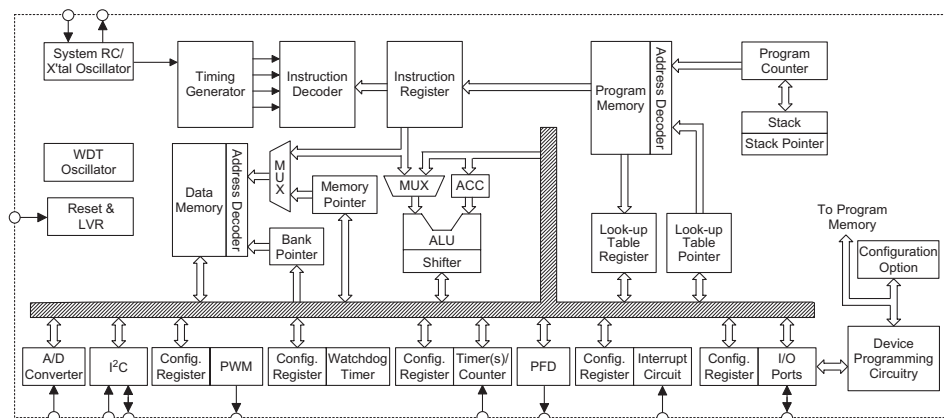 System RC/
X'tal Oscillator
Timing
Generator
Instruction
Decoder
Instruction
Register
Program
Memory
Address Decoder
Program
Counter
Stack
Stack Pointer
WDT
Oscillator
Reset &
LVR
Data
Memory
Address Decoder
MUX
Memory
Pointer
Bank
Pointer
MUX
ACC
ALU
Shifter
Look-up
Table
Register
Look-up
Table
Pointer
To Program
Memory
Configuration
Option
A/D
Converter
I²C
Config.
Register
PWM
Config.
Register
Watchdog
Timer
Config.
Register
Timer(s)/
Counter
PFD
Config.
Register
Interrupt
Circuit
Config.
Register
I/O
Ports
Device
Programming
Circuitry